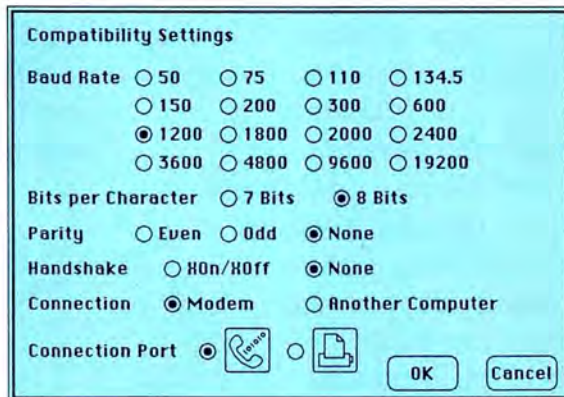 Compatibility Settings
Baud Rate 50 75 110 134.5
150 200 300 600
1200 1800 2000 2400
3600 4800 9600 19200
Bits per Character 7 Bits 8 Bits
Parity Even Odd None
Handshake XOn/XOff None
Connection Modem Another Computer
Connection Port
OK Cancel